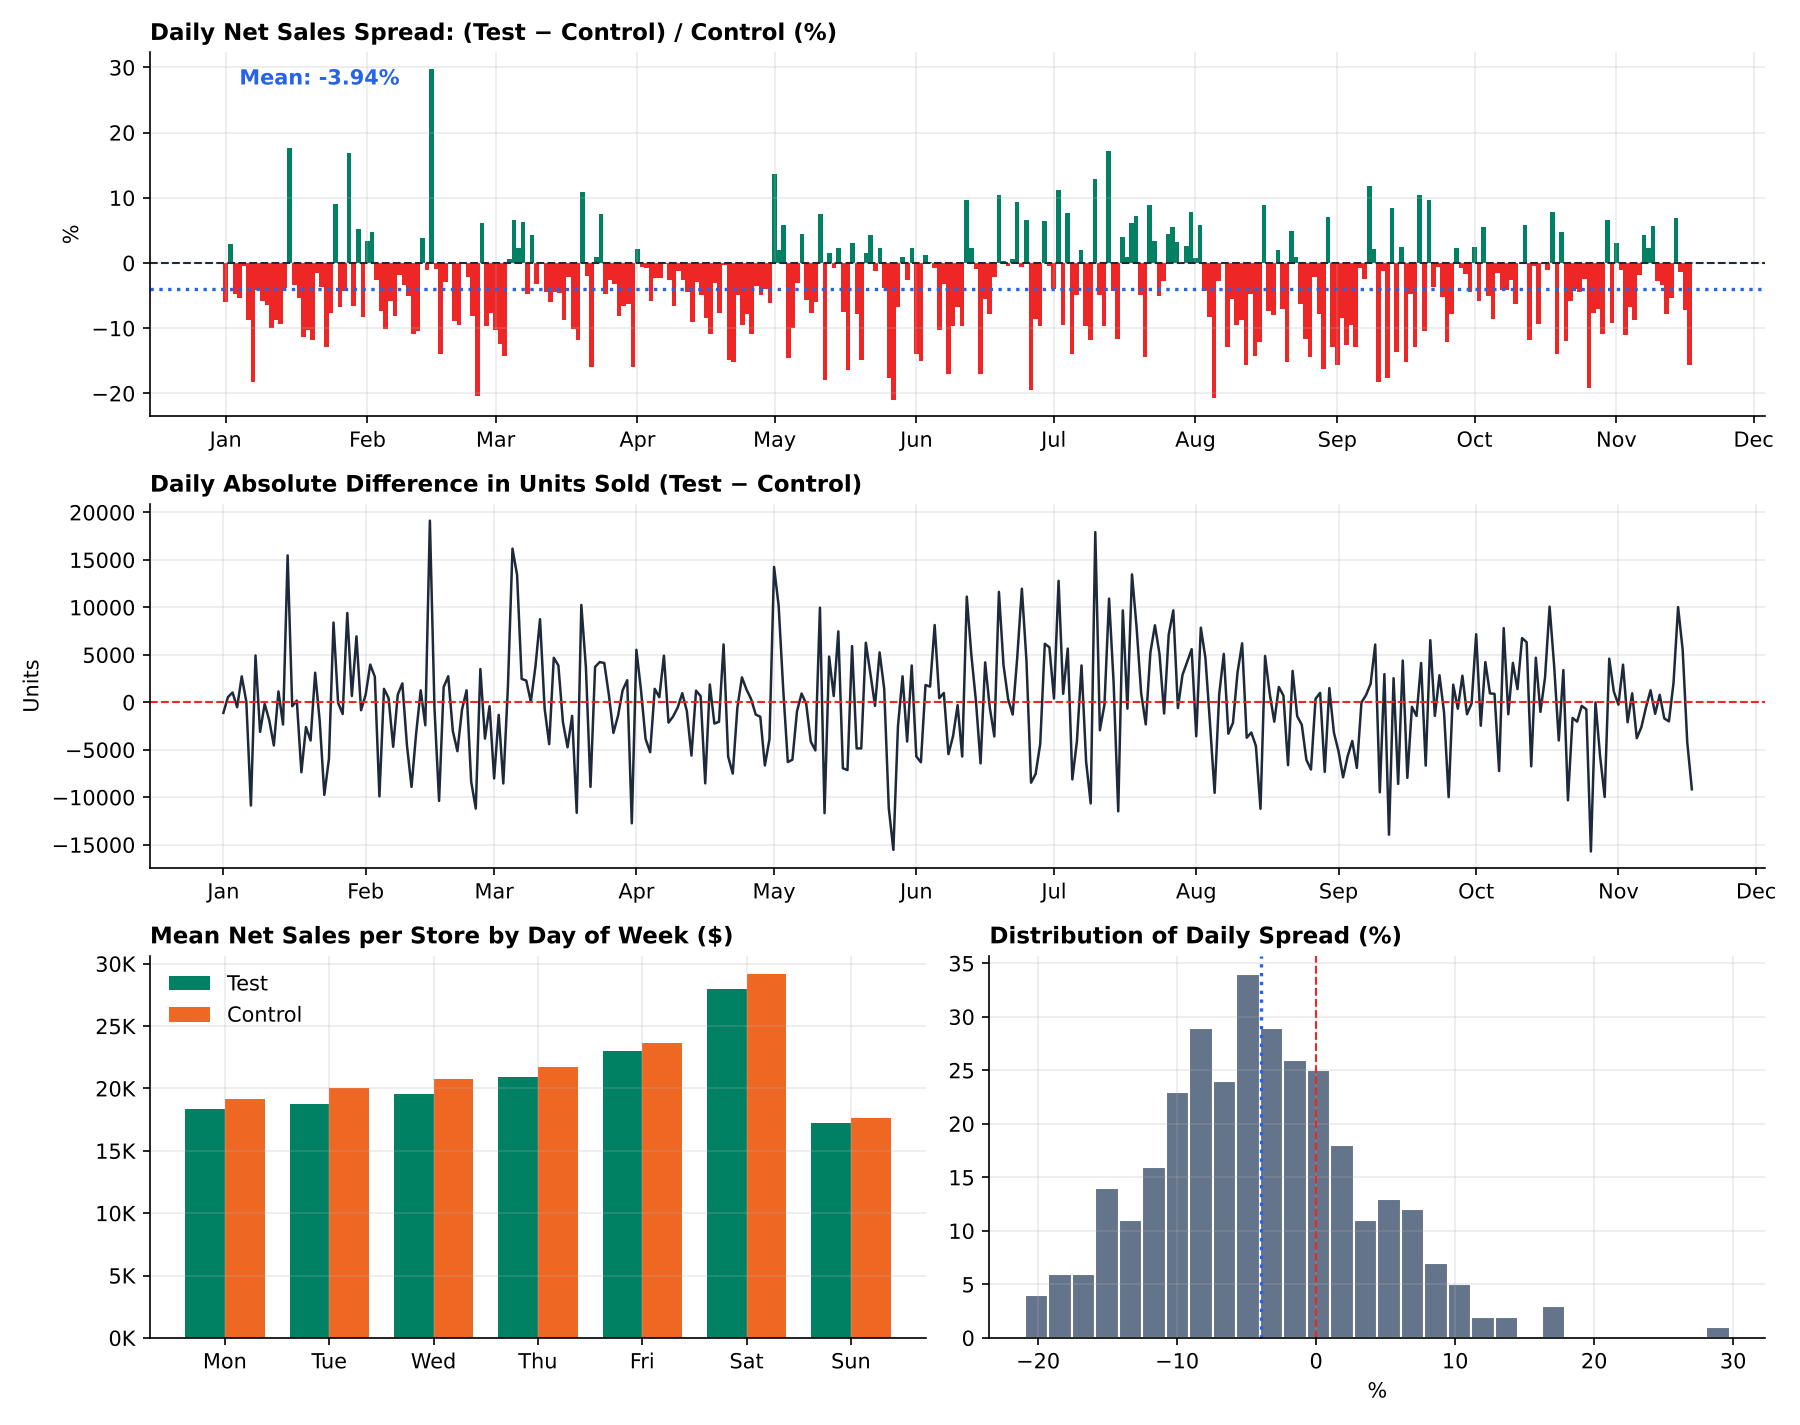 Daily Net Sales Spread: (Test − Control) / Control (%)
Mean: -3.94%
%
30
20
10
0
−10
−20
Jan Feb Mar Apr May Jun Jul Aug Sep Oct Nov Dec
Daily Absolute Difference in Units Sold (Test − Control)
Units
20000
15000
10000
5000
0
−5000
−10000
−15000
Jan Feb Mar Apr May Jun Jul Aug Sep Oct Nov Dec
Mean Net Sales per Store by Day of Week ($)
Test
Control
30K
25K
20K
15K
10K
5K
0K
Mon Tue Wed Thu Fri Sat Sun
Distribution of Daily Spread (%)
35
30
25
20
15
10
5
0
−20 −10 0 10 20 30
%